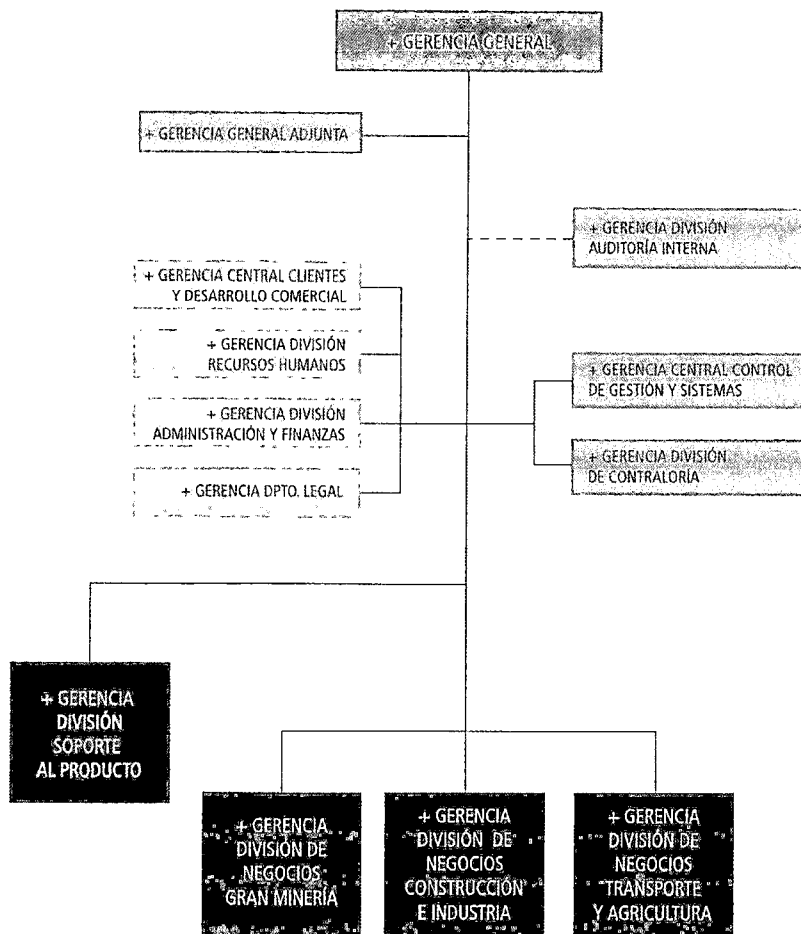 + GERENCIA GENERAL
+ GERENCIA GENERAL ADJUNTA
+ GERENCIA DIVISIÓN
AUDITORÍA INTERNA
+ GERENCIA CENTRAL CLIENTES
Y DESARROLLO COMERCIAL
+ GERENCIA DIVISIÓN
RECURSOS HUMANOS
+ GERENCIA DIVISIÓN
ADMINISTRACIÓN Y FINANZAS
+ GERENCIA DPTO. LEGAL
+ GERENCIA CENTRAL CONTROL
DE GESTIÓN Y SISTEMAS
+ GERENCIA DIVISIÓN
DE CONTRALORÍA
+ GERENCIA
DIVISIÓN
SOPORTE
AL PRODUCTO
+ GERENCIA
DIVISIÓN DE
NEGOCIOS
GRAN MINERÍA
+ GERENCIA
DIVISIÓN DE
NEGOCIOS
CONSTRUCCIÓN
E INDUSTRIA
+ GERENCIA
DIVISIÓN DE
NEGOCIOS
TRANSPORTE
Y AGRICULTURA